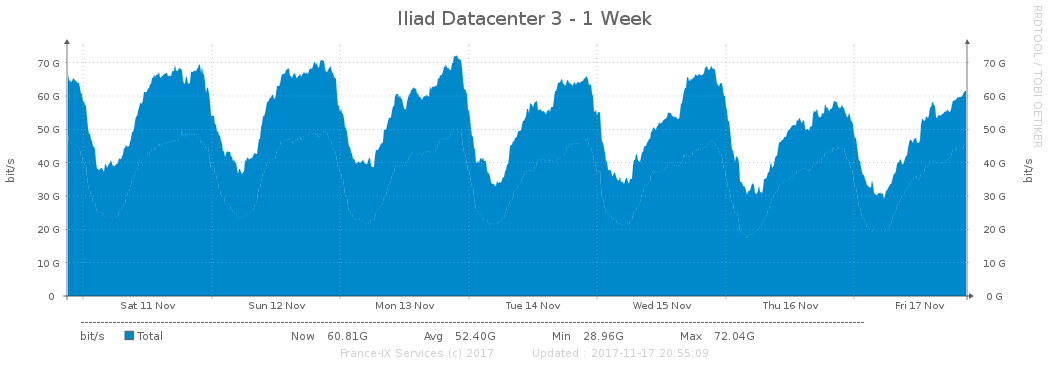 Iliad Datacenter 3 - 1 Week
RRDTOOL / TOBI OETIKER
70 G 70 G
60 G 60 G
50 G 50 G
40 G 40 G
30 G 30 G
20 G 20 G
10 G 10 G
0 0 G
bit/s bit/s
Sat 11 Nov Sun 12 Nov Mon 13 Nov Tue 14 Nov Wed 15 Nov Thu 16 Nov Fri 17 Nov
bit/s Total Now 60.81G Avg 52.40G Min 28.96G Max 72.04G
France-IX Services (c) 2017 Updated : 2017-11-17 20:55:09